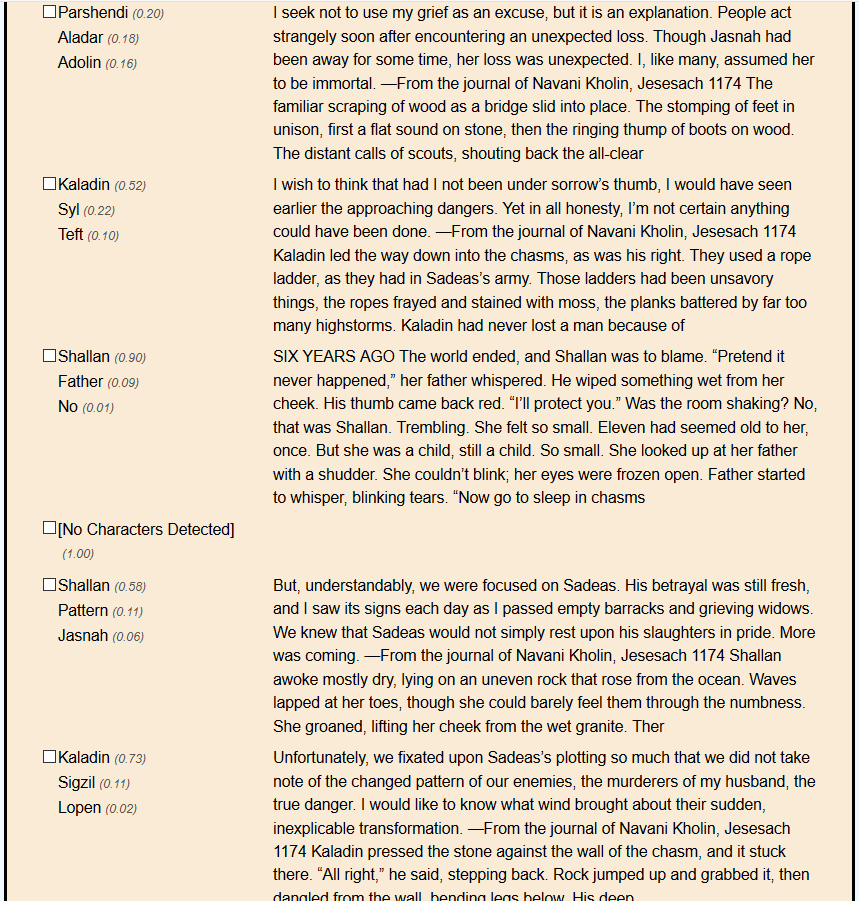 Parshendi (0.20)
Aladar (0.18)
Adolin (0.16)
I seek not to use my grief as an excuse, but it is an explanation. People act
strangely soon after encountering an unexpected loss. Though Jasnah had
been away for some time, her loss was unexpected. I, like many, assumed her
to be immortal. —From the journal of Navani Kholin, Jesesach 1174 The
familiar scraping of wood as a bridge slid into place. The stomping of feet in
unison, first a flat sound on stone, then the ringing thump of boots on wood.
The distant calls of scouts, shouting back the all-clear
Kaladin (0.52)
Syl (0.22)
Teft (0.10)
I wish to think that had I not been under sorrow’s thumb, I would have seen
earlier the approaching dangers. Yet in all honesty, I’m not certain anything
could have been done. —From the journal of Navani Kholin, Jesesach 1174
Kaladin led the way down into the chasms, as was his right. They used a rope
ladder, as they had in Sadeas’s army. Those ladders had been unsavory
things, the ropes frayed and stained with moss, the planks battered by far too
many highstorms. Kaladin had never lost a man because of
Shallan (0.90)
Father (0.09)
No (0.01)
SIX YEARS AGO The world ended, and Shallan was to blame. “Pretend it
never happened,” her father whispered. He wiped something wet from her
cheek. His thumb came back red. “I’ll protect you.” Was the room shaking? No,
that was Shallan. Trembling. She felt so small. Eleven had seemed old to her,
once. But she was a child, still a child. So small. She looked up at her father
with a shudder. She couldn’t blink; her eyes were frozen open. Father started
to whisper, blinking tears. “Now go to sleep in chasms
[No Characters Detected]
(1.00)
Shallan (0.58)
Pattern (0.11)
Jasnah (0.06)
But, understandably, we were focused on Sadeas. His betrayal was still fresh,
and I saw its signs each day as I passed empty barracks and grieving widows.
We knew that Sadeas would not simply rest upon his slaughters in pride. More
was coming. —From the journal of Navani Kholin, Jesesach 1174 Shallan
awoke mostly dry, lying on an uneven rock that rose from the ocean. Waves
lapped at her toes, though she could barely feel them through the numbness.
She groaned, lifting her cheek from the wet granite. Ther
Kaladin (0.73)
Sigzil (0.11)
Lopen (0.02)
Unfortunately, we fixated upon Sadeas’s plotting so much that we did not take
note of the changed pattern of our enemies, the murderers of my husband, the
true danger. I would like to know what wind brought about their sudden,
inexplicable transformation. —From the journal of Navani Kholin, Jesesach
1174 Kaladin pressed the stone against the wall of the chasm, and it stuck
there. “All right,” he said, stepping back. Rock jumped up and grabbed it, then
dangled from the wall, bending legs below. His deep